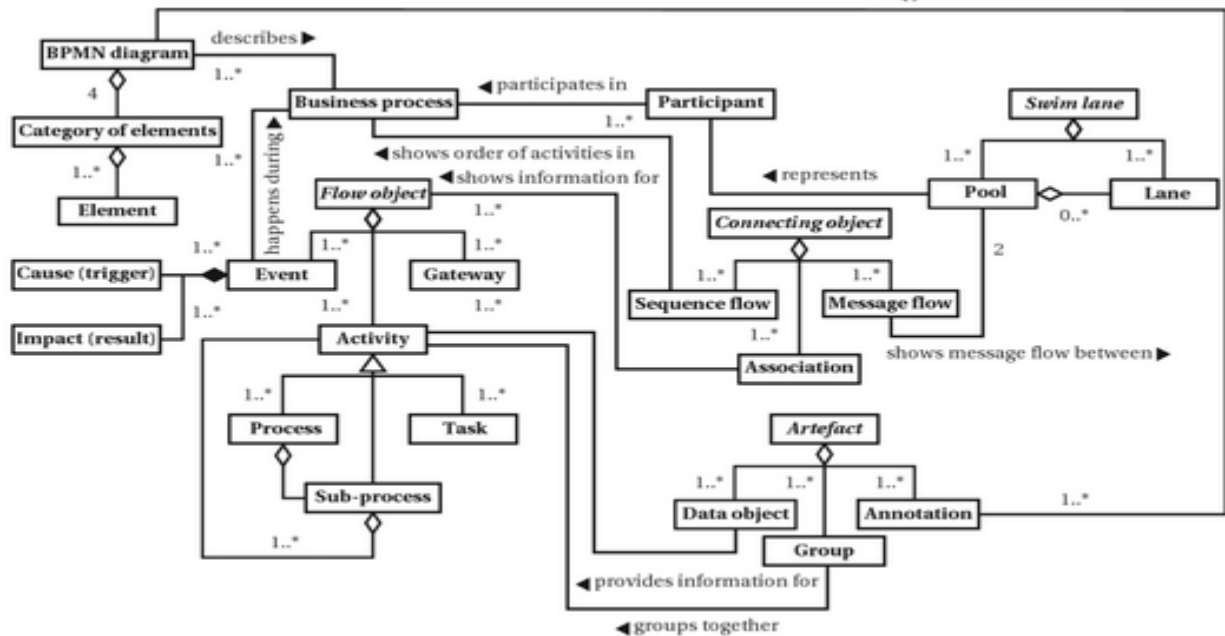 describes ▶
BPMN diagram
1..*
4
◀ participates in
Business process
Participant
Swim lane
1..*
Category of elements
1..*
happens during ▶
◀ shows order of activities in
1..*
1..*
1..*
◀ shows information for
◀ represents
Flow object
Pool
Lane
Element
1..*
0..*
Connecting object
1..*
1..*
1..*
2
Cause (trigger)
Event
Gateway
1..*
1..*
Sequence flow
Message flow
1..*
1..*
1..*
1..*
Impact (result)
Activity
shows message flow between ▶
Association
1..*
1..*
Process
Task
Artefact
1..*
1..*
1..*
Sub-process
1..*
Data object
Annotation
1..*
Group
◀ provides information for
◀ groups together